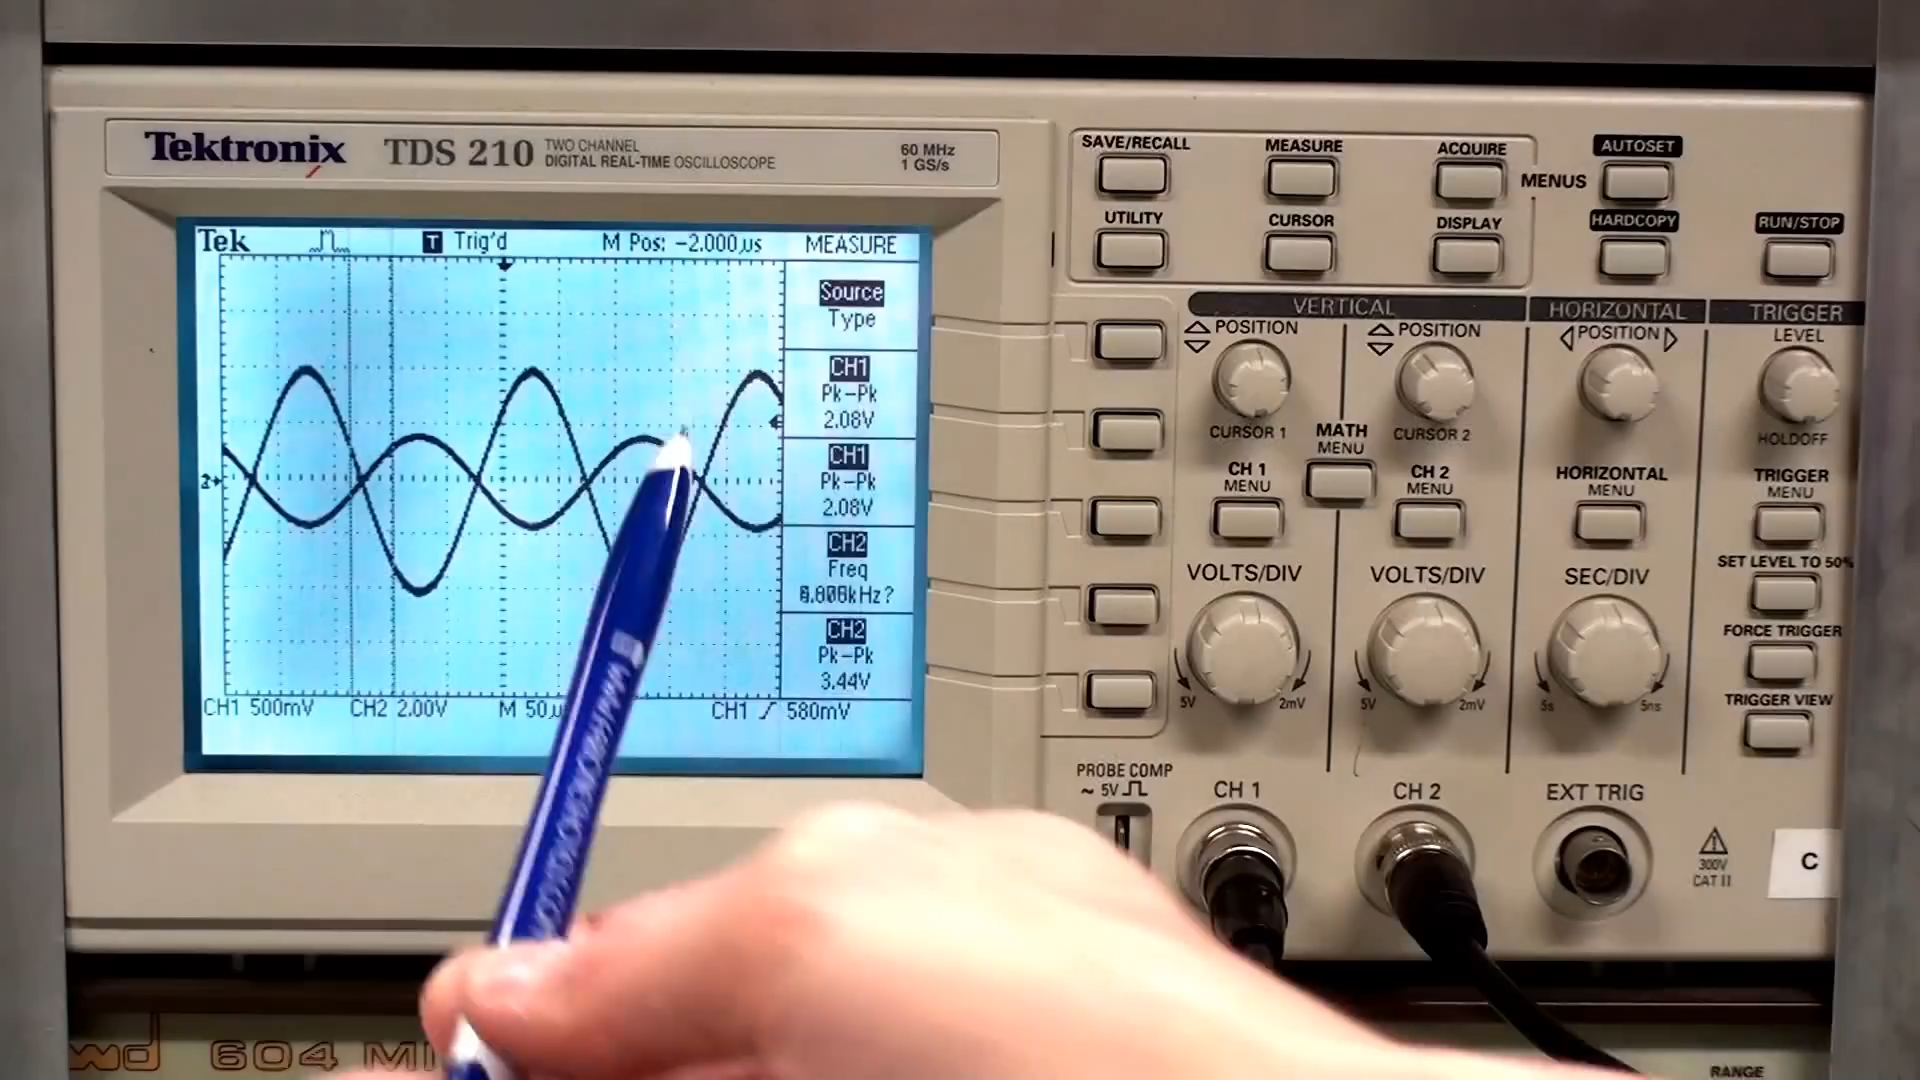 Tektronix TDS 210 TWO CHANNEL
DIGITAL REAL-TIME OSCILLOSCOPE
60 MHz
1 GS/s
Tek T Trig'd M Pos: -2.000µs MEASURE
Source
Type
CH1
Pk-Pk
2.08V
CH1
Pk-Pk
2.08V
CH2
Freq
CH2
Pk-Pk
3.44V
2
CH1 500mV CH2 2.00V M 50µ CH1 580mV
SAVE/RECALL MEASURE ACQUIRE AUTOSET
MENUS
UTILITY CURSOR DISPLAY HARDCOPY RUN/STOP
VERTICAL HORIZONTAL TRIGGER
POSITION POSITION POSITION LEVEL
CURSOR 1 CURSOR 2 HOLDOFF
MATH
MENU
CH 1
MENU
CH 2
MENU
HORIZONTAL
MENU
TRIGGER
MENU
SET LEVEL TO 50%
VOLTS/DIV VOLTS/DIV SEC/DIV
FORCE TRIGGER
5V 2mV 5V 2mV 5s 5ns
TRIGGER VIEW
PROBE COMP
~ 5V
CH 1 CH 2 EXT TRIG
300V
CAT II
C
604
RANGE